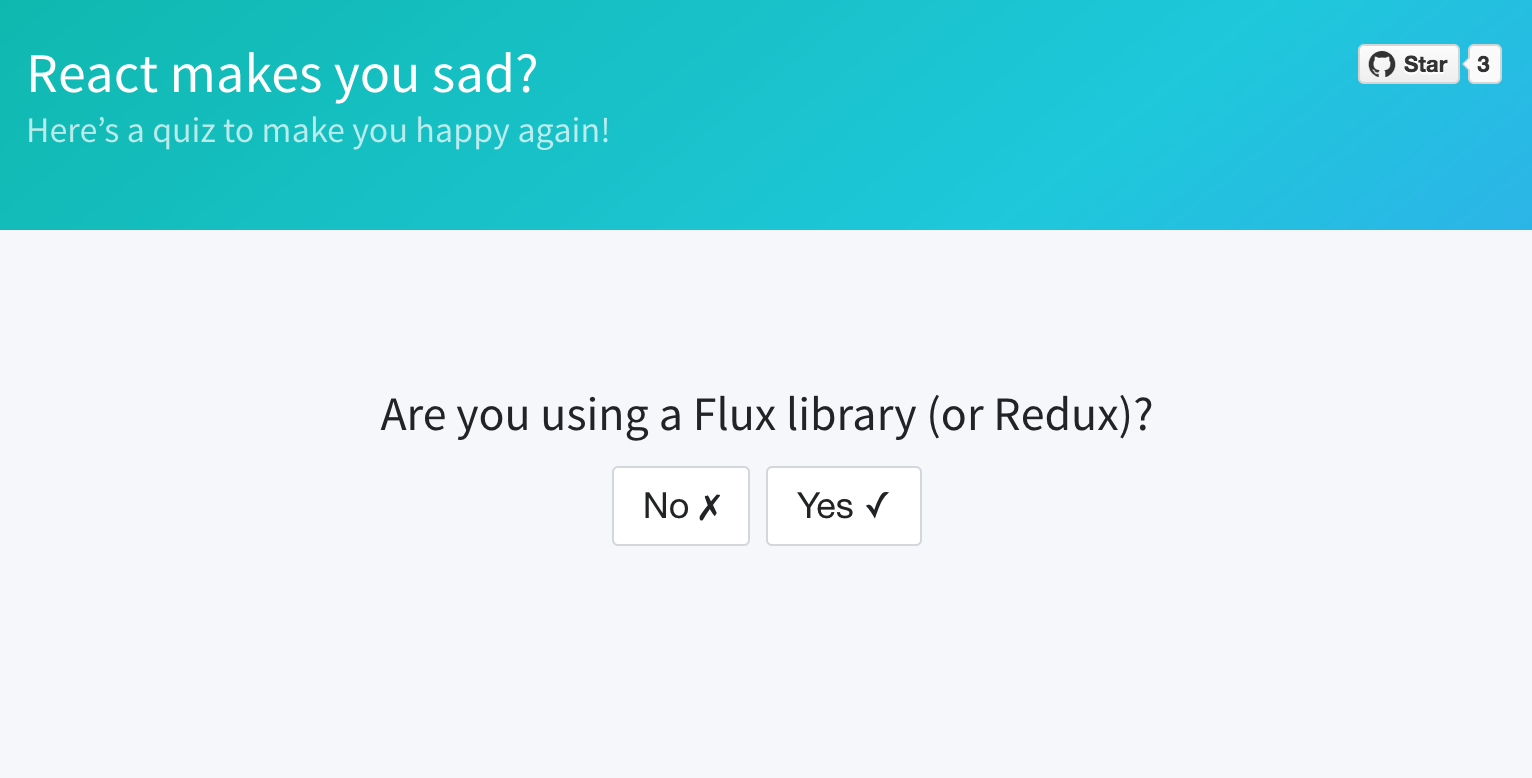 React makes you sad?
Here’s a quiz to make you happy again!
Star 3
Are you using a Flux library (or Redux)?
No ✗ Yes ✓